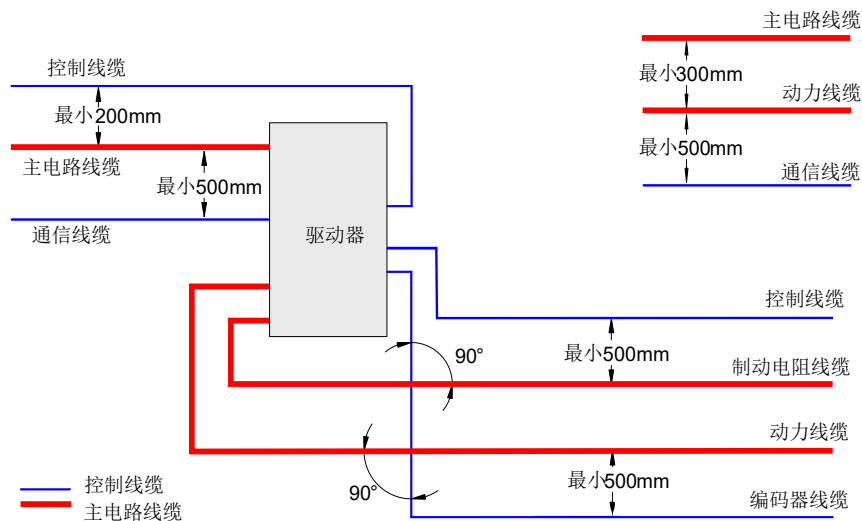 主电路线缆
控制线缆
最小300mm
最小200mm
动力线缆
最小500mm
主电路线缆
最小500mm
通信线缆
通信线缆
驱动器
控制线缆
90°
最小500mm
制动电阻线缆
动力线缆
90°
最小500mm
控制线缆
编码器线缆
主电路线缆